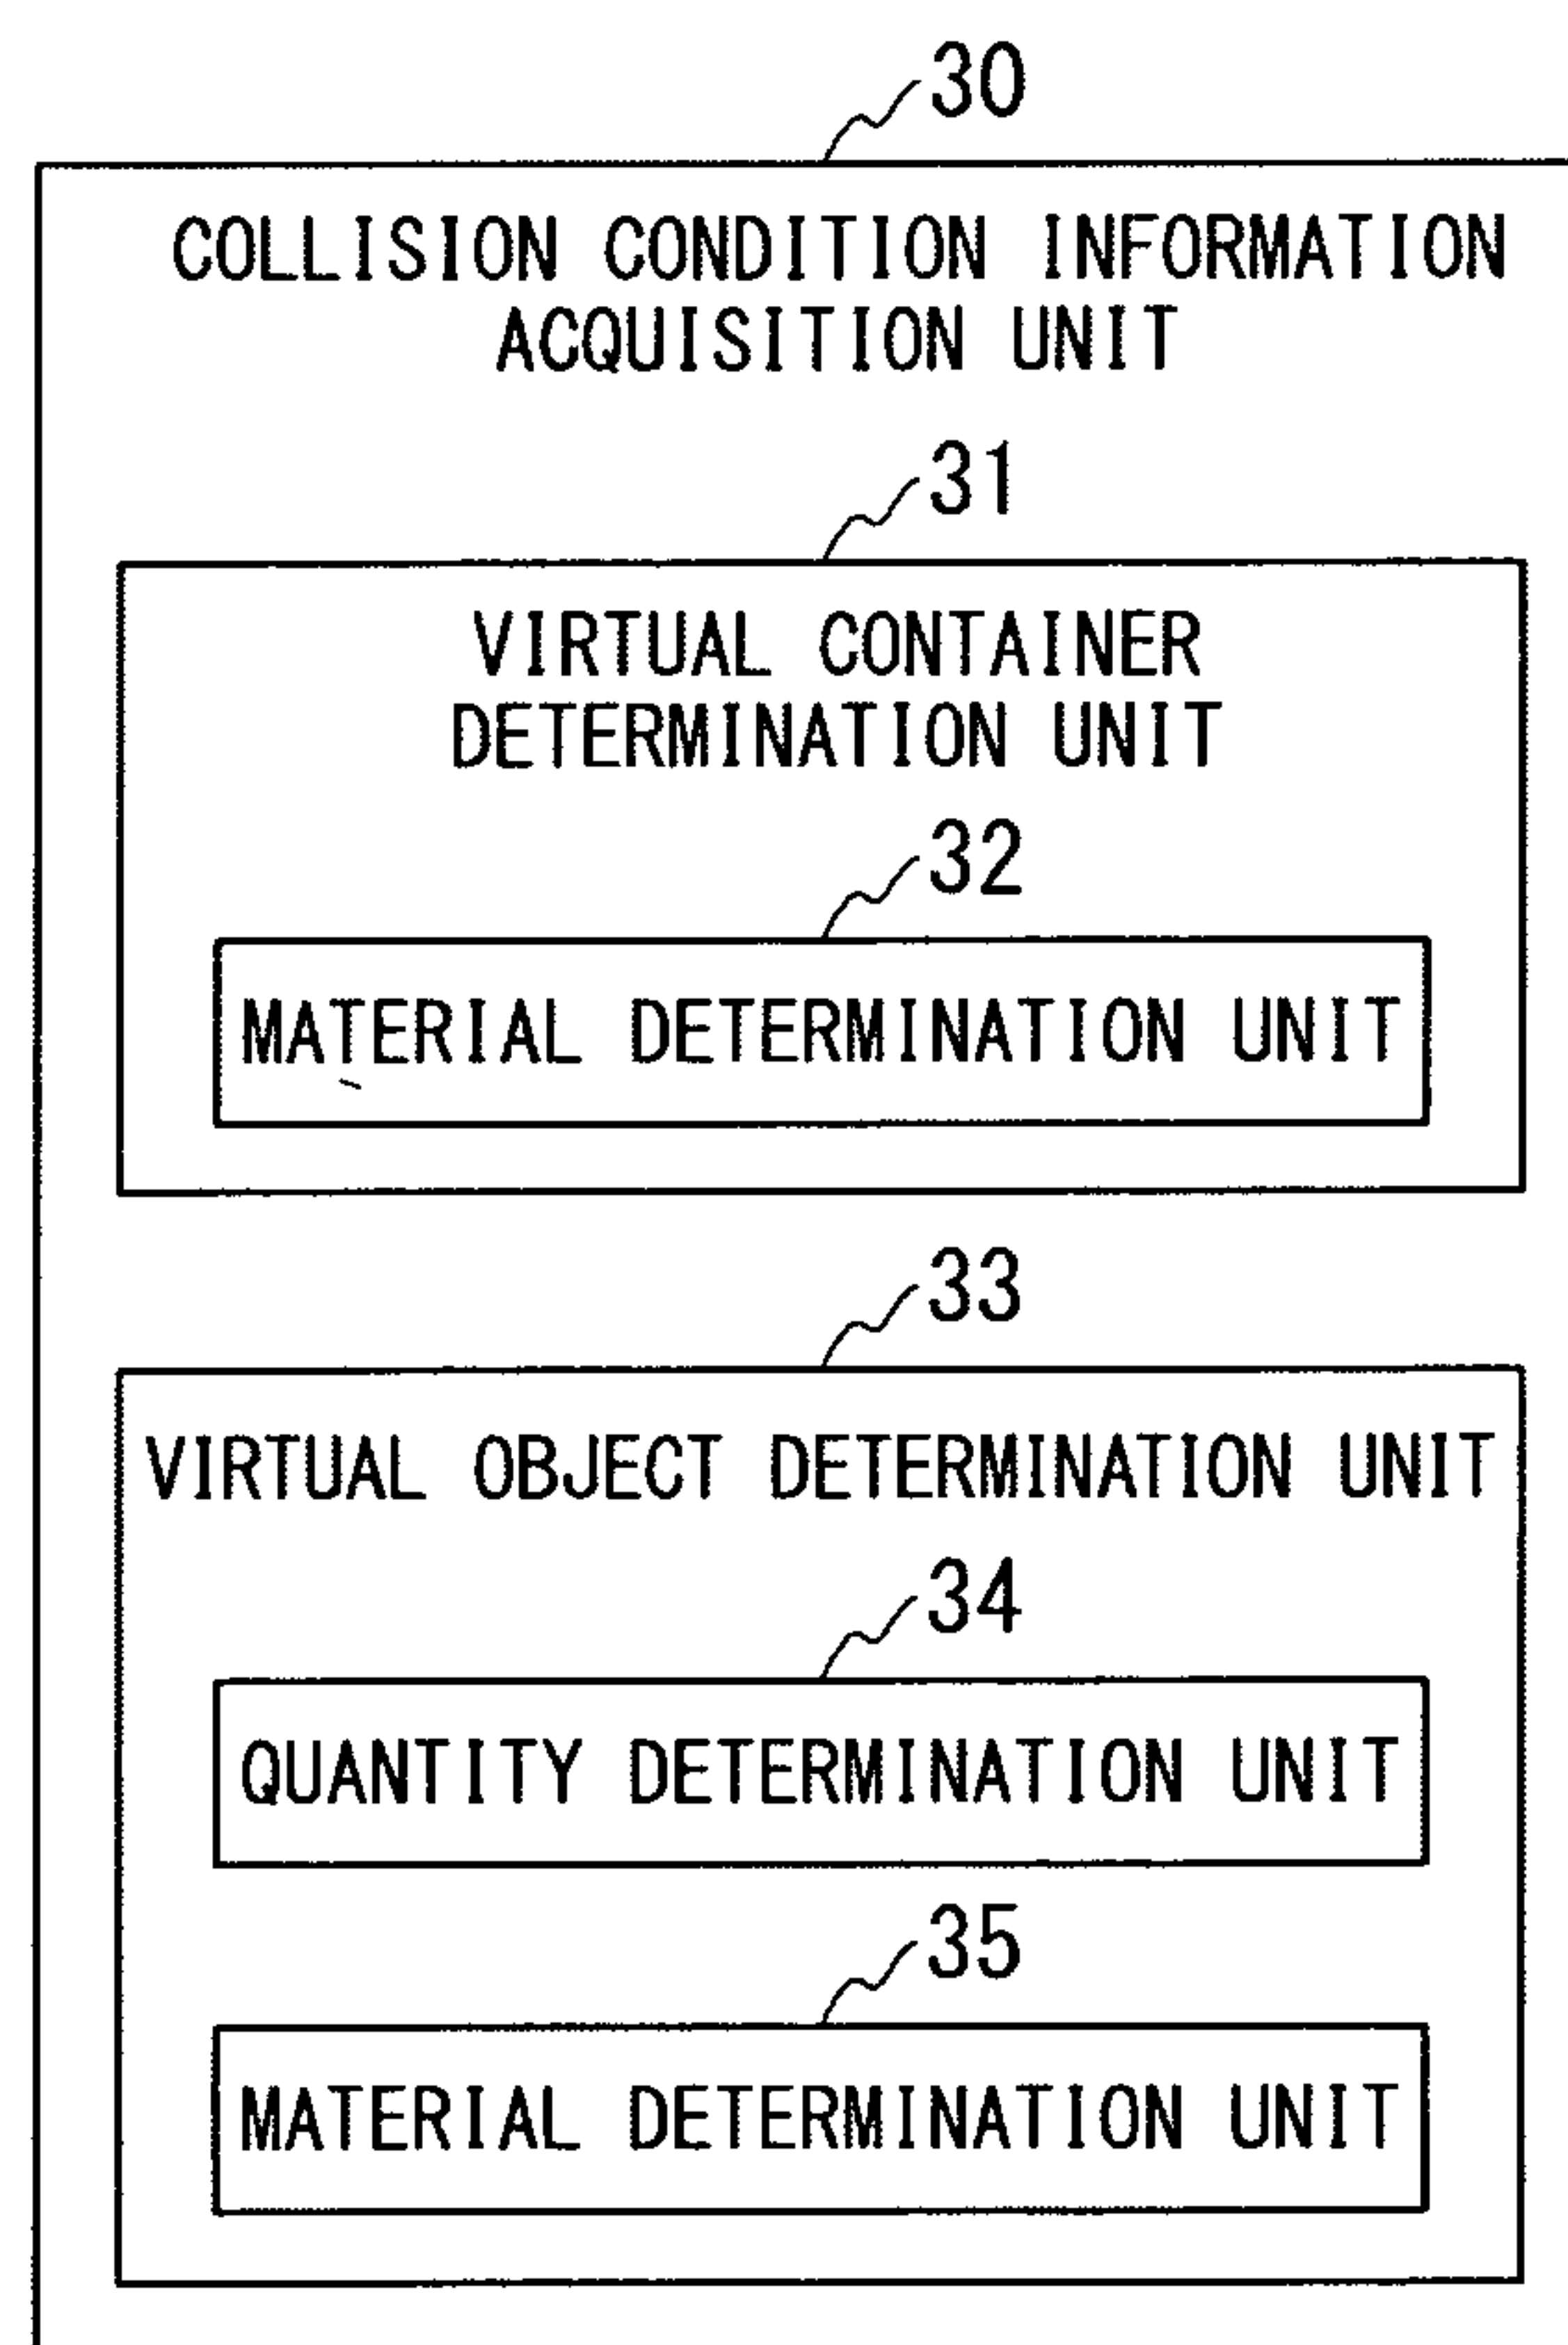 30
COLLISION CONDITION INFORMATION
ACQUISITION UNIT
31
VIRTUAL CONTAINER
DETERMINATION UNIT
32
MATERIAL DETERMINATION UNIT
33
VIRTUAL OBJECT DETERMINATION UNIT
34
QUANTITY DETERMINATION UNIT
35
MATERIAL DETERMINATION UNIT